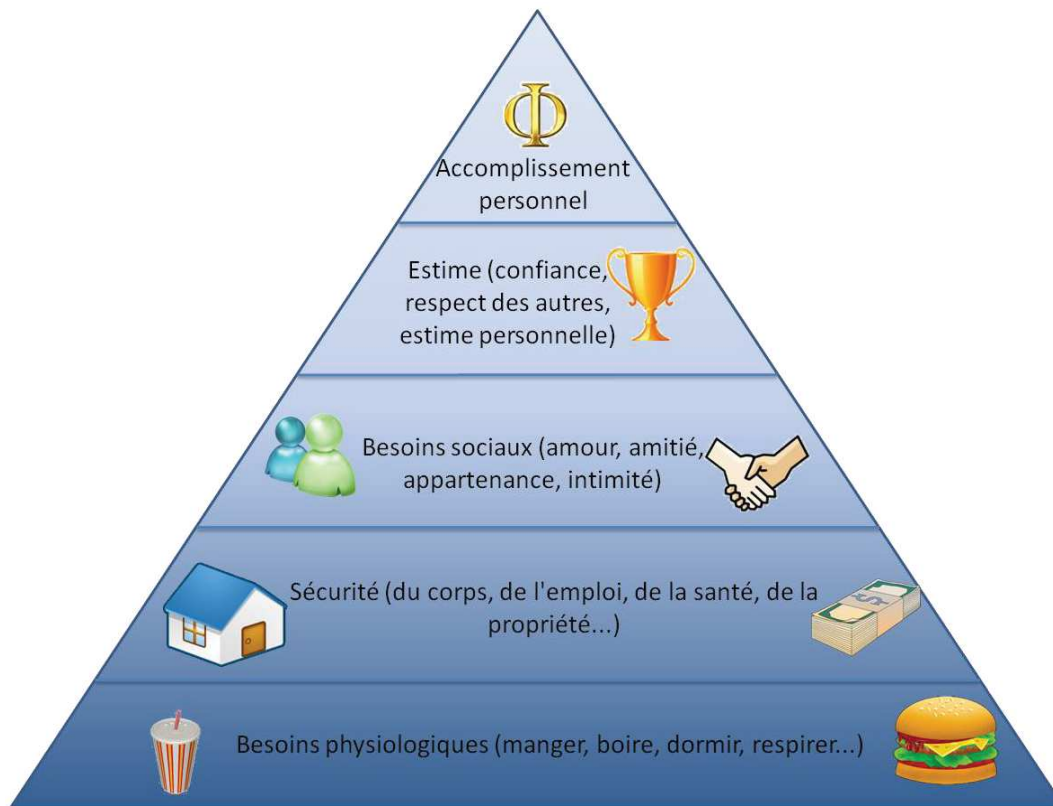 Φ
Accomplissement
personnel
Estime (confiance,
respect des autres,
estime personnelle)
Besoins sociaux (amour, amitié,
appartenance, intimité)
Sécurité (du corps, de l'emploi, de la santé, de la
propriété...)
Besoins physiologiques (manger, boire, dormir, respirer...)